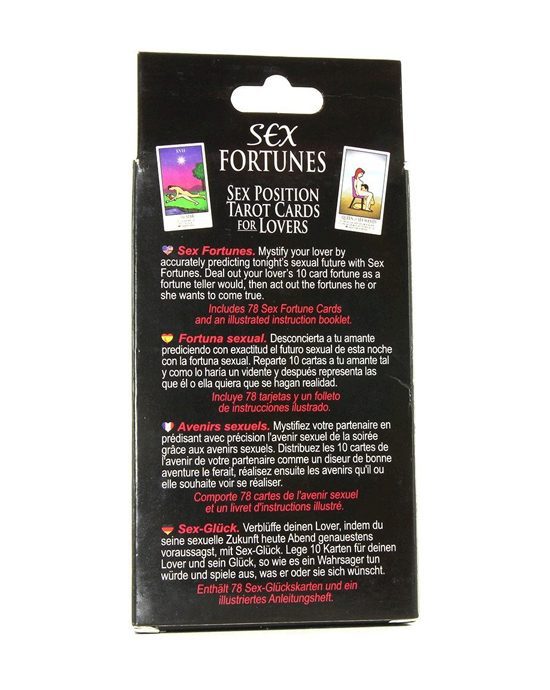 SEX
FORTUNES
SEX POSITION
TAROT CARDS
FOR LOVERS
XVII
Sex Fortunes. Mystify your lover by
accurately predicting tonight's sexual future with Sex
Fortunes. Deal out your lover's 10 card fortune as a
fortune teller would, then act out the fortunes he or
she wants to come true.
Includes 78 Sex Fortune Cards
and an illustrated instruction booklet.
Fortuna sexual. Desconcierta a tu amante
prediciendo con exactitud el futuro sexual de esta noche
con la fortuna sexual. Reparte 10 cartas a tu amante tal
y como lo haría un vidente y después representa las
que él o ella quiera que se hagan realidad.
Incluye 78 tarjetas y un folleto
de instrucciones ilustrado.
Avenirs sexuels. Mystifiez votre partenaire en
prédisant avec précision l'avenir sexuel de la soirée
grâce aux avenirs sexuels. Distribuez les 10 cartes de
l'avenir de votre partenaire comme un diseur de bonne
aventure le ferait, réalisez ensuite les avenirs qu'il ou
elle souhaite voir se réaliser.
Comporte 78 cartes de l'avenir sexuel
et un livret d'instructions illustré.
Sex-Glück. Verblüffe deinen Lover, indem du
seine sexuelle Zukunft heute Abend genauestens
voraussagst, mit Sex-Glück. Lege 10 Karten für deinen
Lover und sein Glück, so wie es ein Wahrsager tun
würde und spiele aus, was er oder sie sich wünscht.
Enthält 78 Sex-Glückskarten und ein
illustriertes Anleitungsheft.